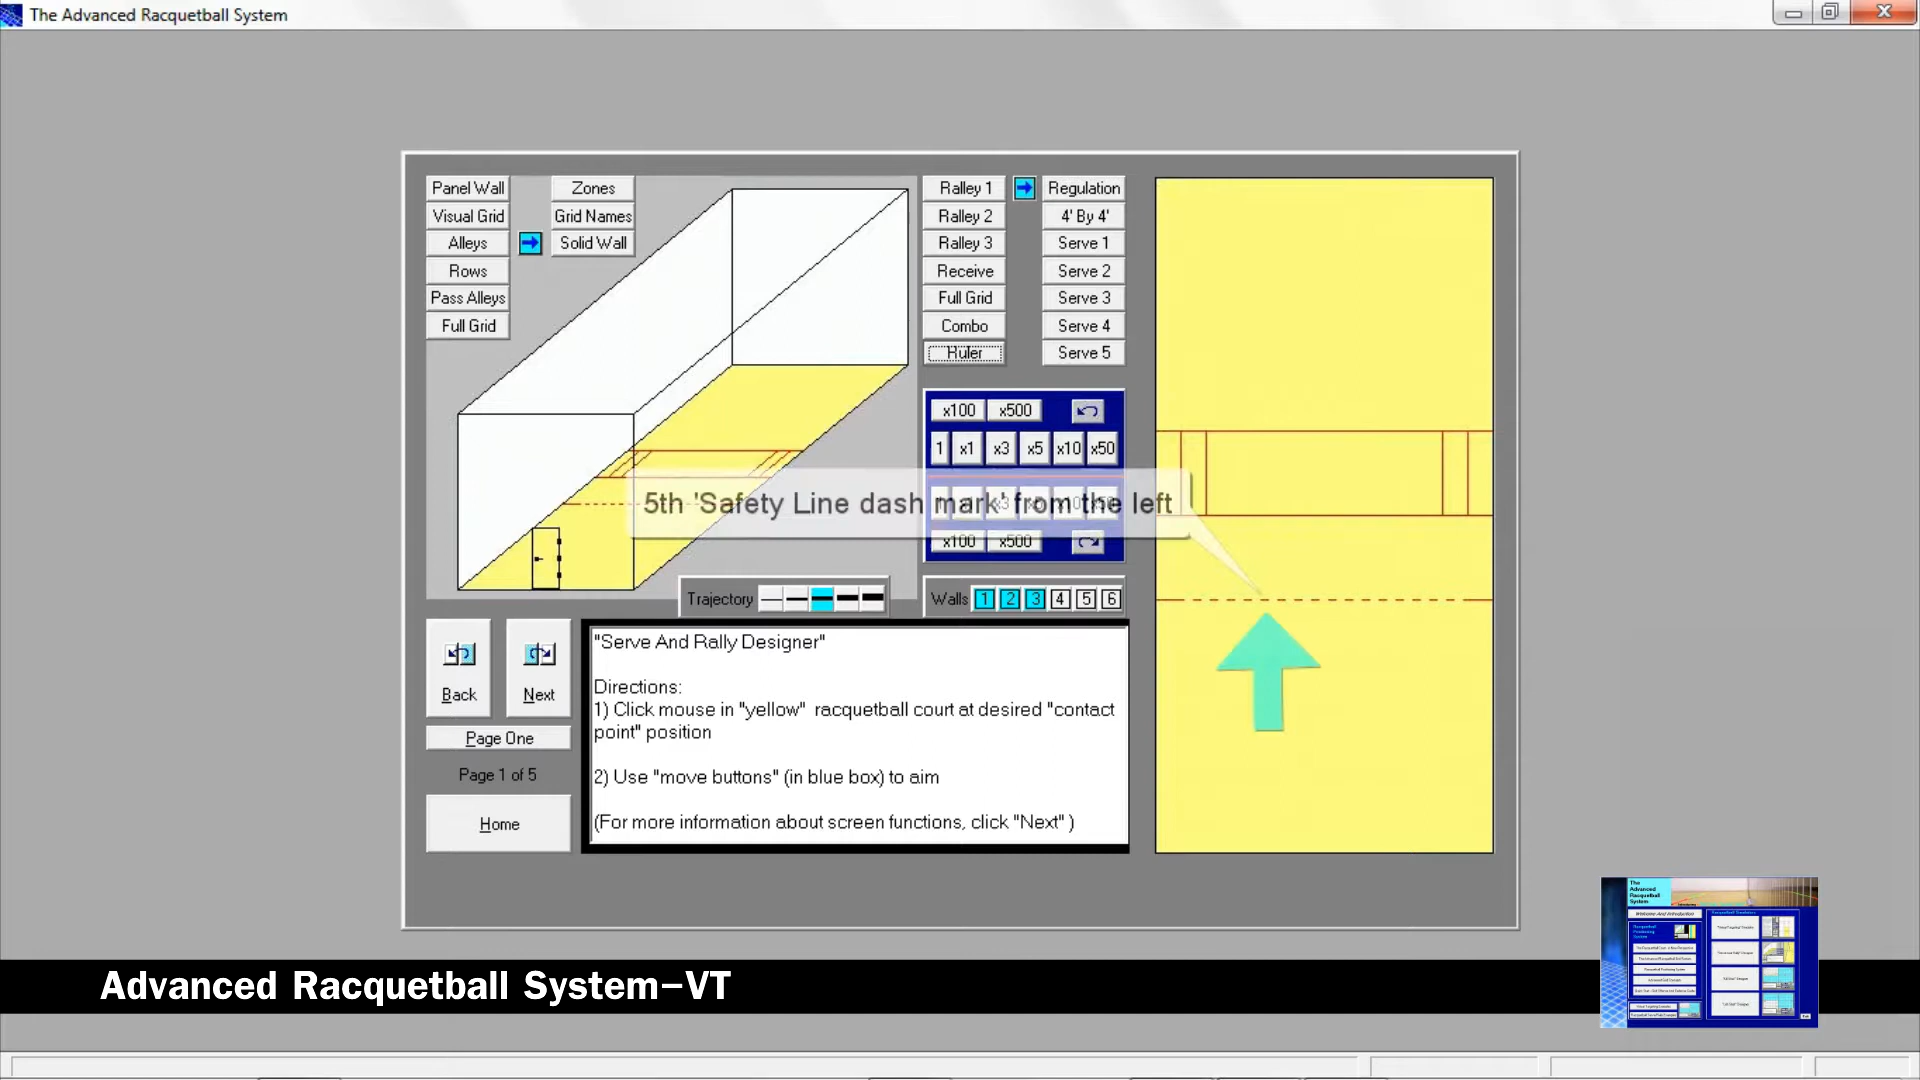 The Advanced Racquetball System
Panel Wall
Zones
Visual Grid
Grid Names
Alleys
Solid Wall
Rows
Pass Alleys
Full Grid
Ralley 1
Regulation
Ralley 2
4' By 4'
Ralley 3
Serve 1
Receive
Serve 2
Full Grid
Serve 3
Combo
Serve 4
Ruler
Serve 5
x100 x500
1 x1 x3 x5 x10 x50
5th 'Safety Line dash mark' from the left
x100 x500
Trajectory
Walls 1 2 3 4 5 6
Back
Next
Page One
Page 1 of 5
Home
"Serve And Rally Designer"
Directions:
1) Click mouse in "yellow" racquetball court at desired "contact
point" position
2) Use "move buttons" (in blue box) to aim
(For more information about screen functions, click "Next" )
Advanced Racquetball System-VT
The
Advanced
Racquetball
System